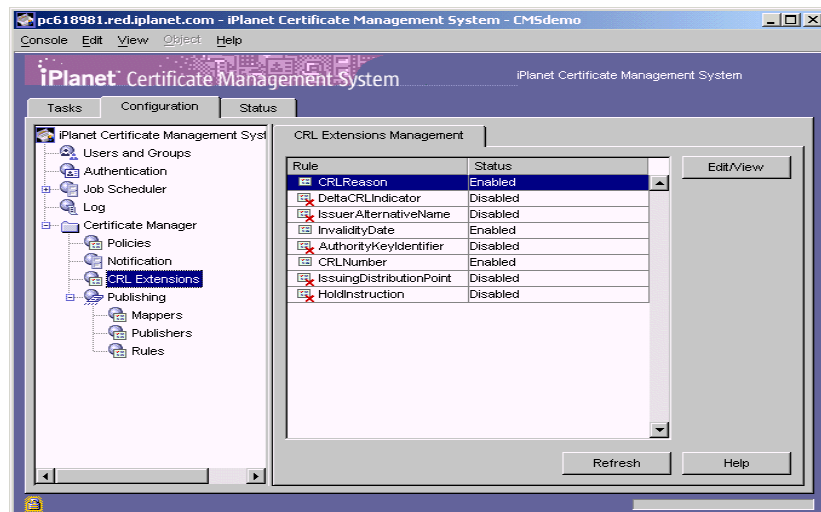 pc618981.red.iplanet.com - iPlanet Certificate Management System - CMSdemo
Console Edit View Object Help
iPlanet Certificate Management System
iPlanet Certificate Management System
Tasks Configuration Status
iPlanet Certificate Management Syst
Users and Groups
Authentication
Job Scheduler
Log
Certificate Manager
Policies
Notification
CRL Extensions
Publishing
Mappers
Publishers
Rules
CRL Extensions Management
Rule Status
CRLReason Enabled
DeltaCRLIndicator Disabled
IssuerAlternativeName Disabled
InvalidityDate Enabled
AuthorityKeyIdentifier Disabled
CRLNumber Enabled
IssuingDistributionPoint Disabled
HoldInstruction Disabled
Edit/View
Refresh Help